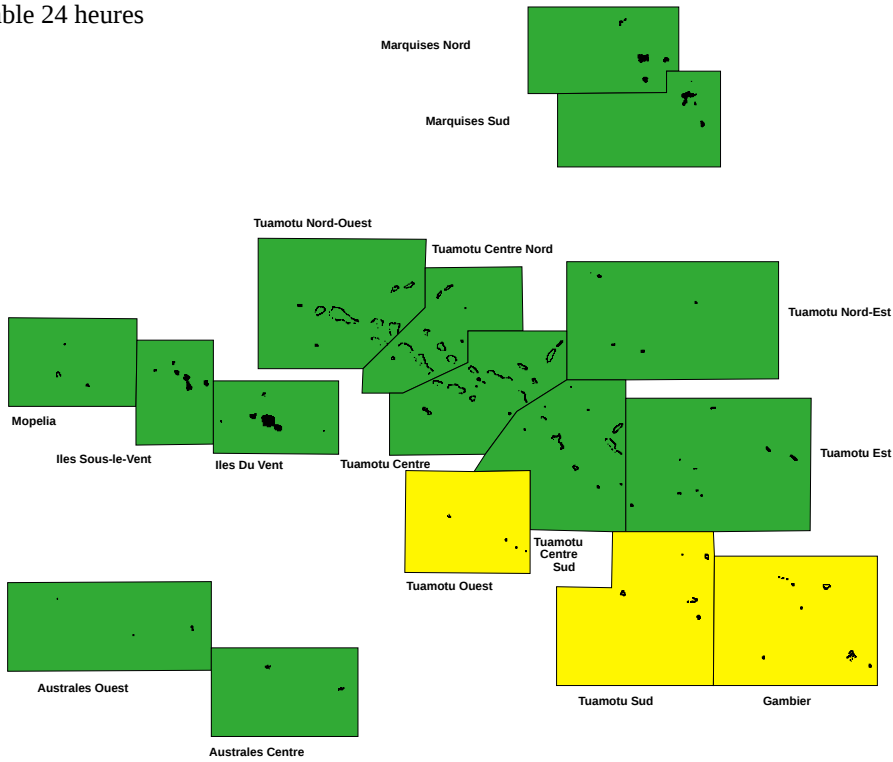 24 heures
Marquises Nord
Marquises Sud
Tuamotu Nord-Ouest
Tuamotu Centre Nord
Tuamotu Nord-Est
Mopelia
Iles Sous-le-Vent
Iles Du Vent
Tuamotu Centre
Tuamotu Est
Tuamotu
Centre
Sud
Tuamotu Ouest
Australes Ouest
Tuamotu Sud
Gambier
Australes Centre